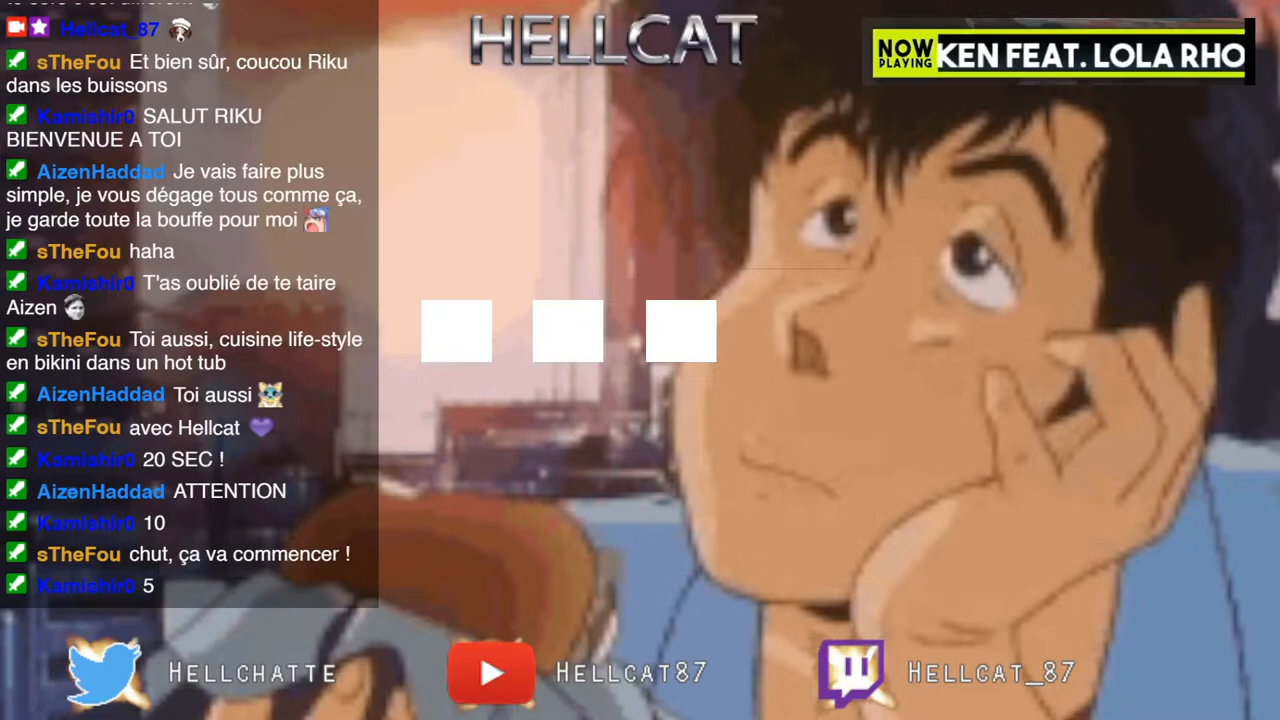 Hellcat_87
sTheFou Et bien sûr, coucou Riku
dans les buissons
Kamishir0 SALUT RIKU
BIENVENUE A TOI
AizenHaddad Je vais faire plus
simple, je vous dégage tous comme ça,
je garde toute la bouffe pour moi
sTheFou haha
Kamishir0 T'as oublié de te taire
Aizen
sTheFou Toi aussi, cuisine life-style
en bikini dans un hot tub
AizenHaddad Toi aussi
sTheFou avec Hellcat
Kamishir0 20 SEC !
AizenHaddad ATTENTION
Kamishir0 10
sTheFou chut, ça va commencer !
Kamishir0 5
HELLCAT
NOW
PLAYING
KEN FEAT. LOLA RHO
HELLCHATTE
HELLCAT87
HELLCAT_87